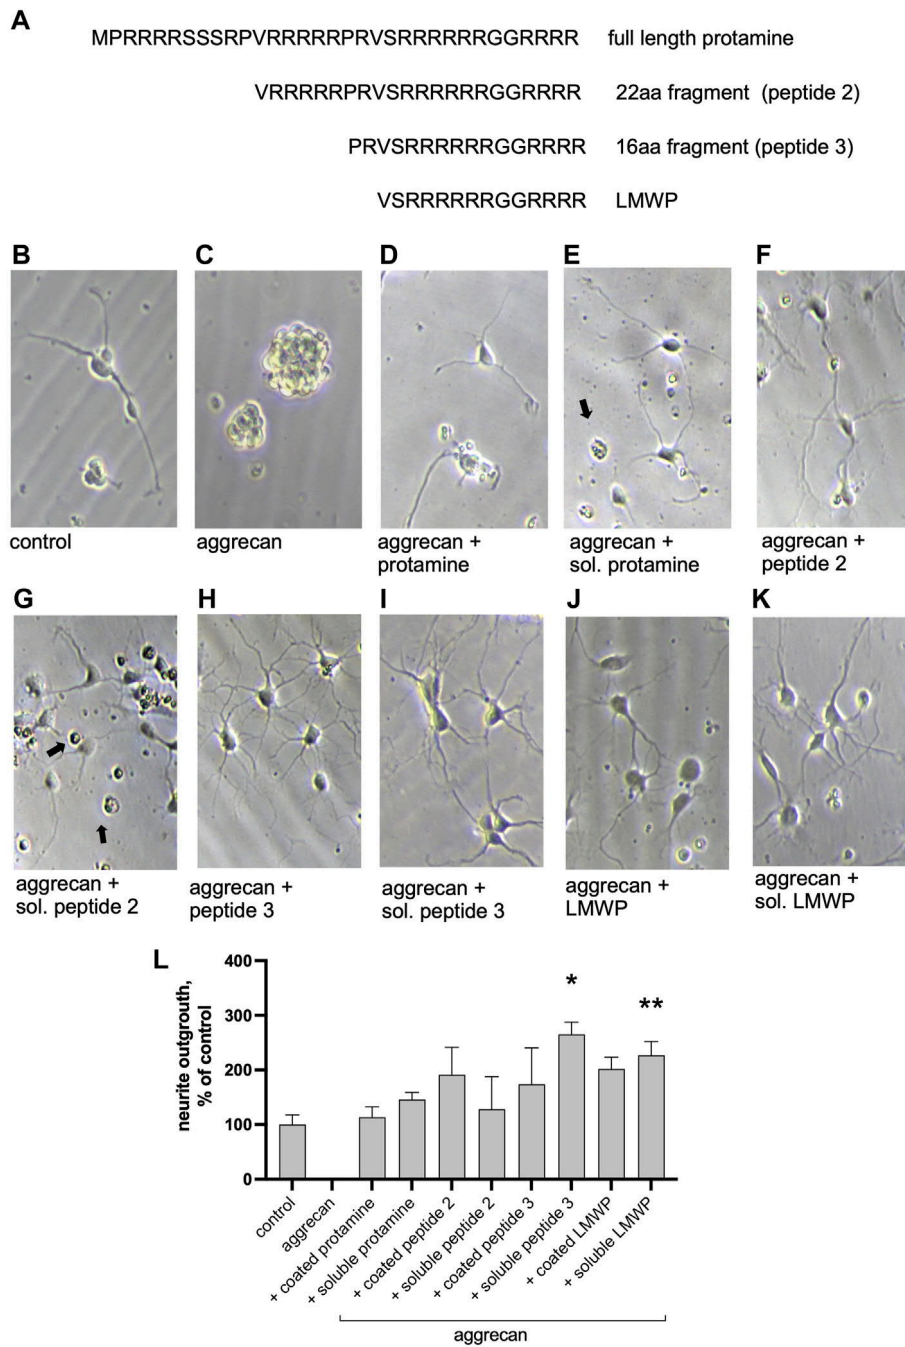 A
MPRRRRSSSRPVRRRRRPRVSRRRRRRGGRRRR full length protamine
VRRRRRPRVSRRRRRRGGRRRR 22aa fragment (peptide 2)
PRVSRRRRRRGGRRRR 16aa fragment (peptide 3)
VSRRRRRRGGRRRR LMWP
B C D E F
control
aggrecan
aggrecan +
protamine
aggrecan +
sol. protamine
aggrecan +
peptide 2
G H I J K
aggrecan +
sol. peptide 2
aggrecan +
peptide 3
aggrecan +
sol. peptide 3
aggrecan +
LMWP
aggrecan +
sol. LMWP
L
neurite outgrouth,
% of control
400
300
200
100
0
*
**
control
aggrecan
+ coated protamine
+ soluble protamine
+ coated peptide 2
+ soluble peptide 2
+ coated peptide 3
+ soluble peptide 3
+ coated LMWP
+ soluble LMWP
aggrecan